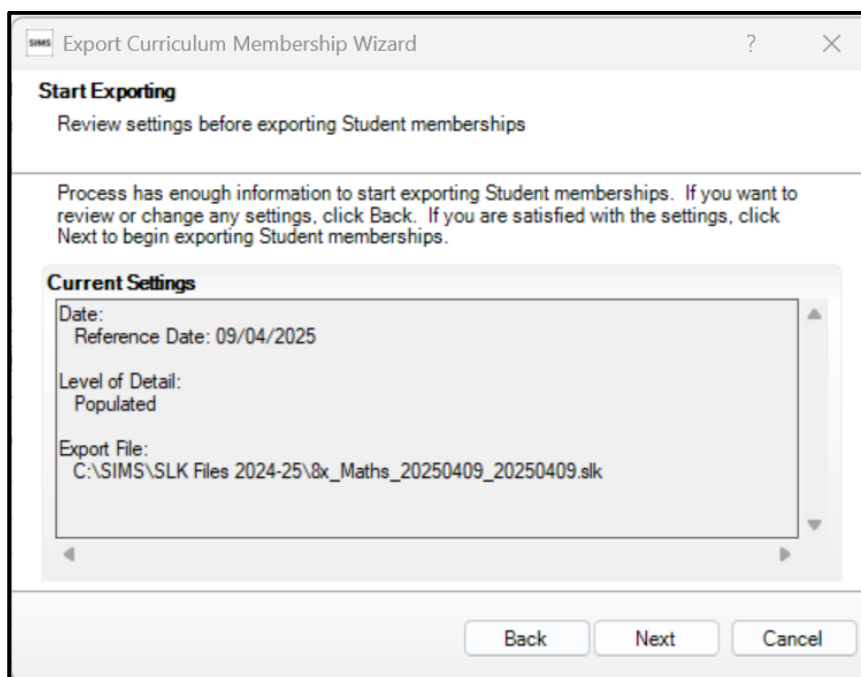 SIMS Export Curriculum Membership Wizard ?
Start Exporting
Review settings before exporting Student memberships
Process has enough information to start exporting Student memberships. If you want to
review or change any settings, click Back. If you are satisfied with the settings, click
Next to begin exporting Student memberships.
Current Settings
Date:
Reference Date: 09/04/2025
Level of Detail:
Populated
Export File:
C:\SIMS\SLK Files 2024-25\8x_Maths_20250409_20250409.slk
Back Next Cancel